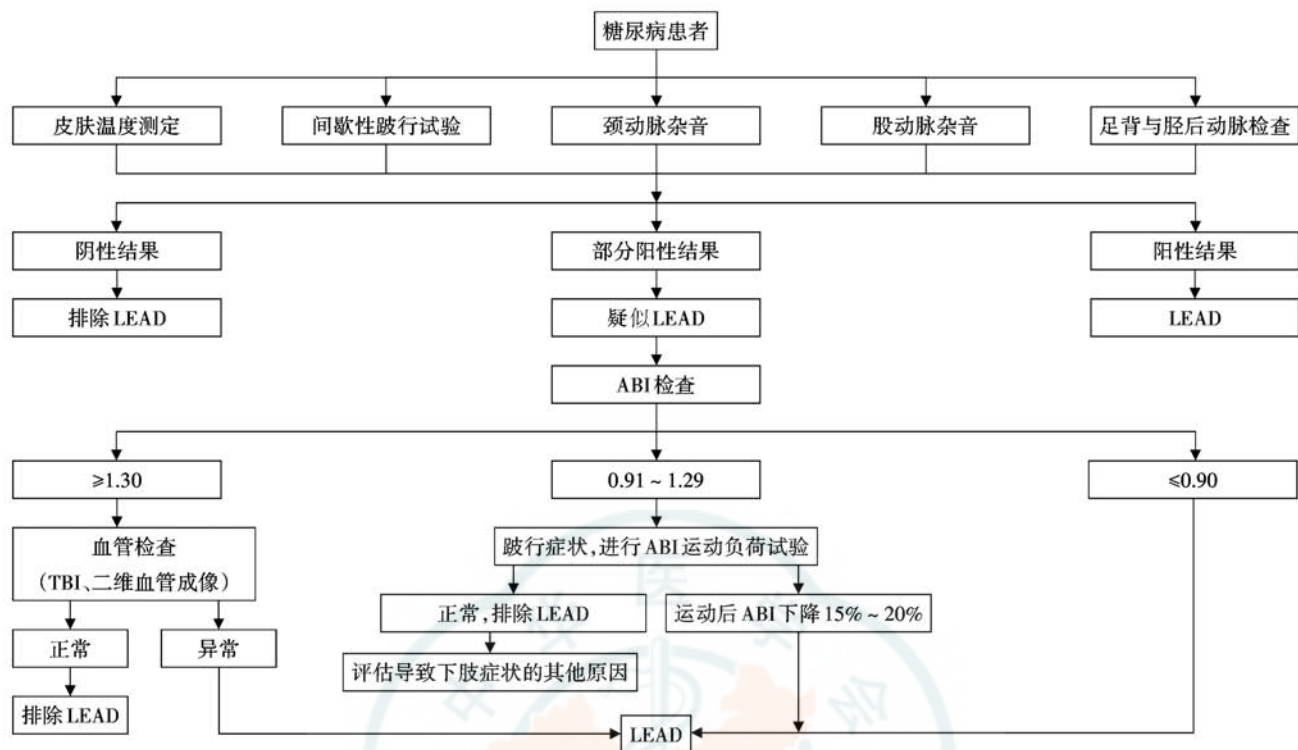 糖尿病患者
皮肤温度测定
间歇性跛行试验
颈动脉杂音
股动脉杂音
足背与胫后动脉检查
阴性结果
部分阳性结果
阳性结果
排除LEAD
疑似LEAD
LEAD
ABI检查
≥1.30
0.91~1.29
≤0.90
血管检查
(TBI、二维血管成像)
跛行症状,进行ABI运动负荷试验
正常,排除LEAD
运动后ABI下降15%~20%
正常
异常
评估导致下肢症状的其他原因
排除LEAD
LEAD
中华医学会